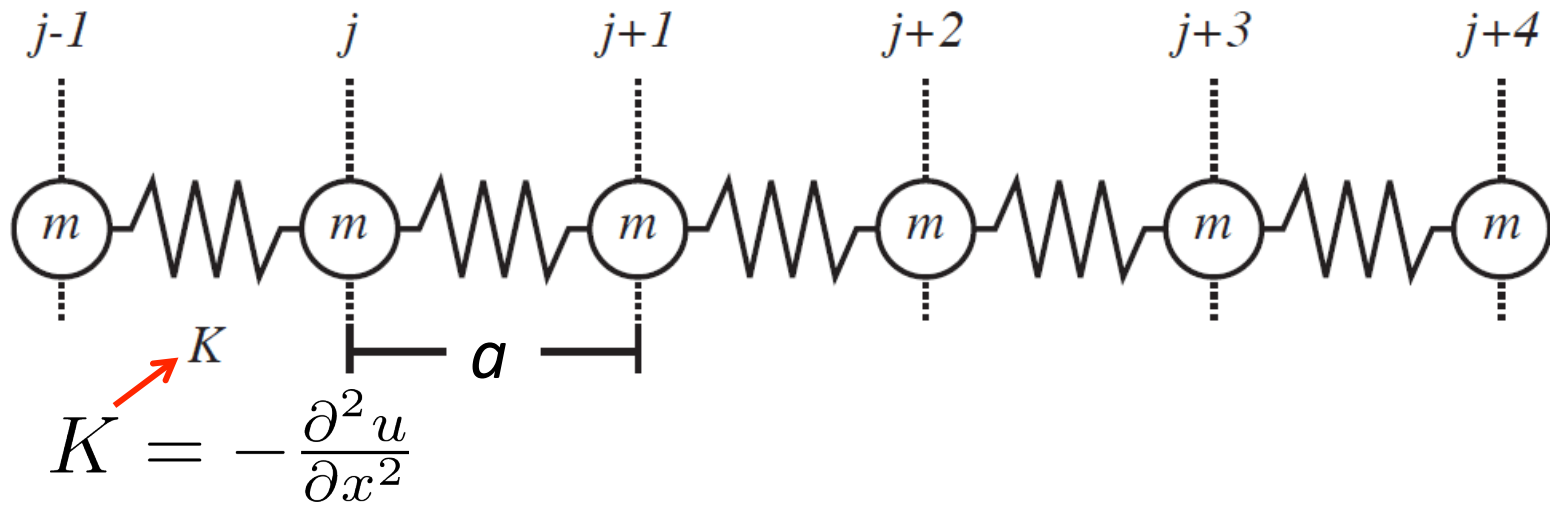 j-1 j j+1 j+2 j+3 j+4
m m m m m m
K
a
K = −∂²u/∂x²